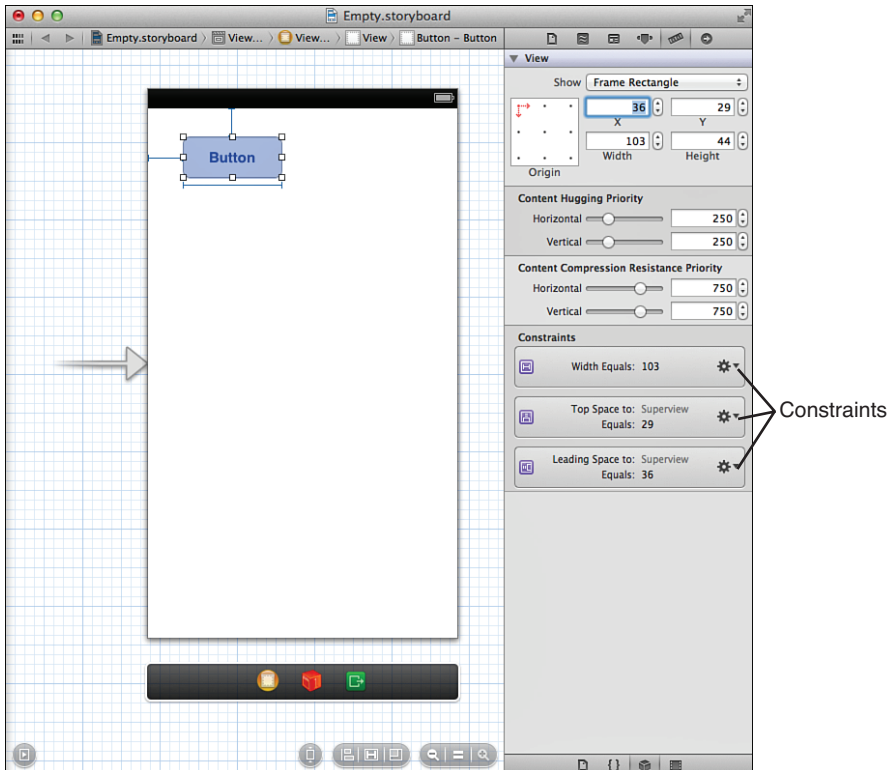 Empty.storyboard
Empty.storyboard View... View... View Button – Button
View
Show Frame Rectangle
36 29
X Y
103 44
Width Height
Origin
Button
Content Hugging Priority
Horizontal 250
Vertical 250
Content Compression Resistance Priority
Horizontal 750
Vertical 750
Constraints
Width Equals: 103
Top Space to: Superview
Equals: 29
Constraints
Leading Space to: Superview
Equals: 36